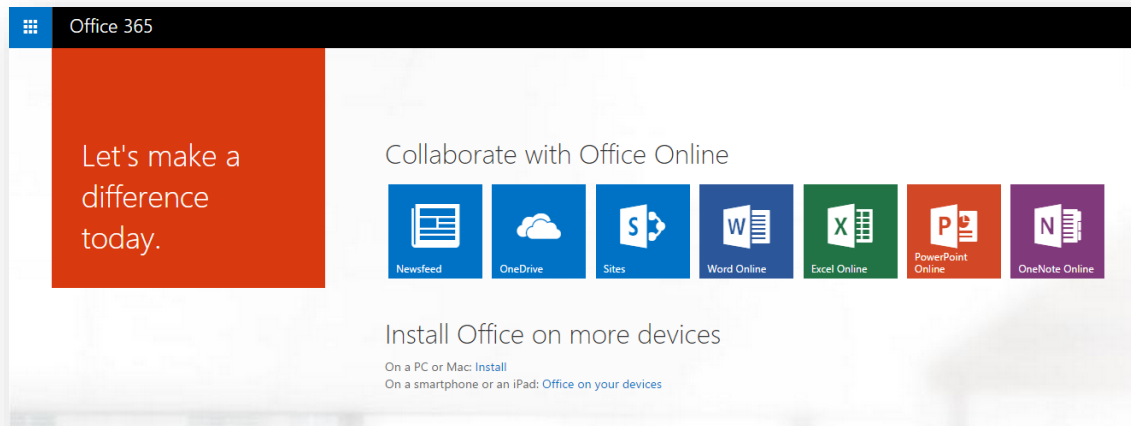 Office 365
Let's make a
difference
today.
Collaborate with Office Online
Newsfeed
OneDrive
S
Sites
W
Word Online
X
Excel Online
P
PowerPoint
Online
N
OneNote Online
Install Office on more devices
On a PC or Mac: Install
On a smartphone or an iPad: Office on your devices